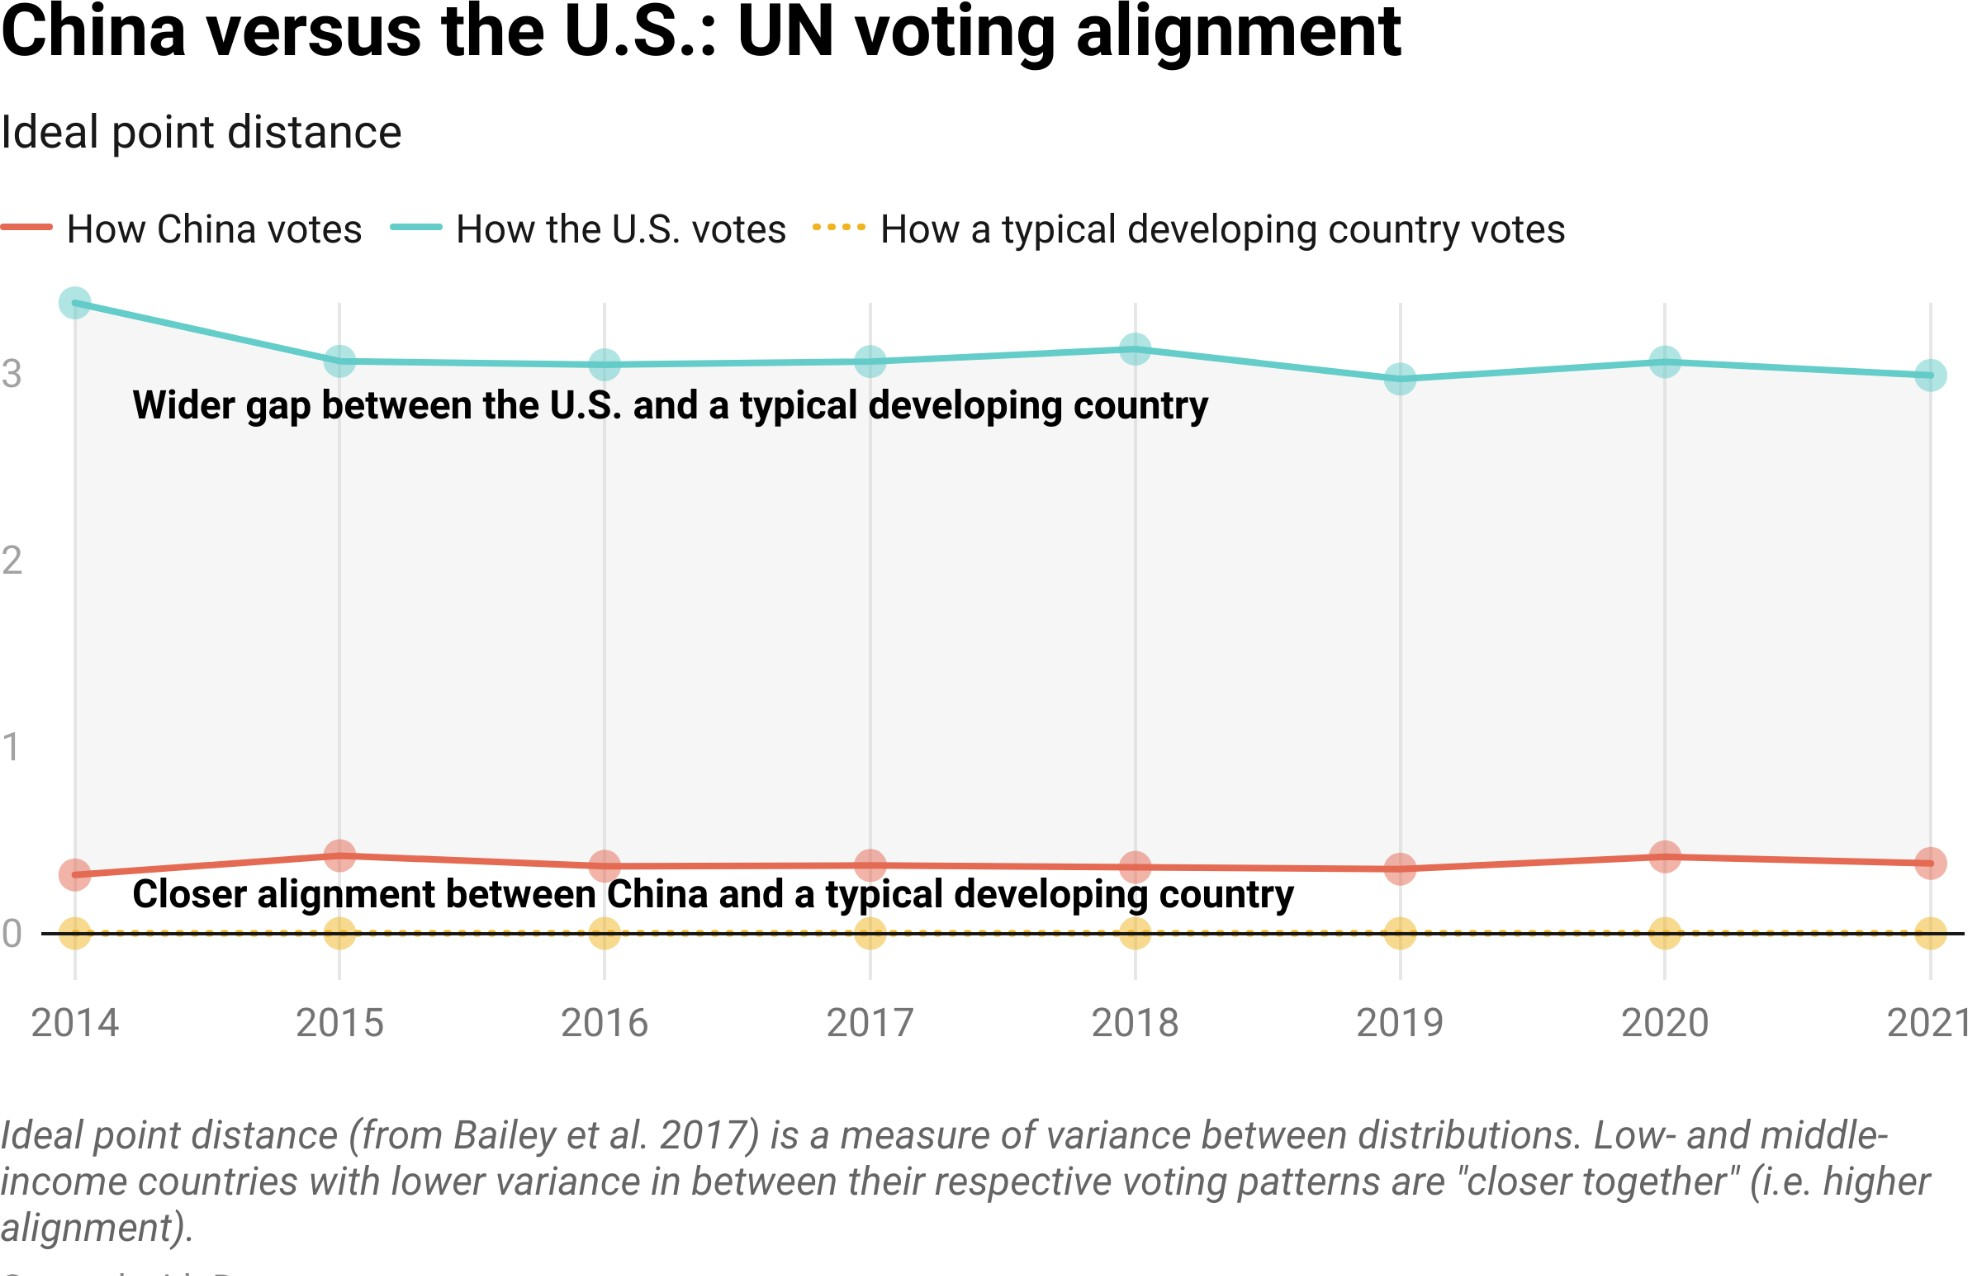 China versus the U.S.: UN voting alignment
Ideal point distance
How China votes How the U.S. votes How a typical developing country votes
3
Wider gap between the U.S. and a typical developing country
2
1
Closer alignment between China and a typical developing country
0
2014 2015 2016 2017 2018 2019 2020 2021
Ideal point distance (from Bailey et al. 2017) is a measure of variance between distributions. Low- and middle-
income countries with lower variance in between their respective voting patterns are "closer together" (i.e. higher
alignment).